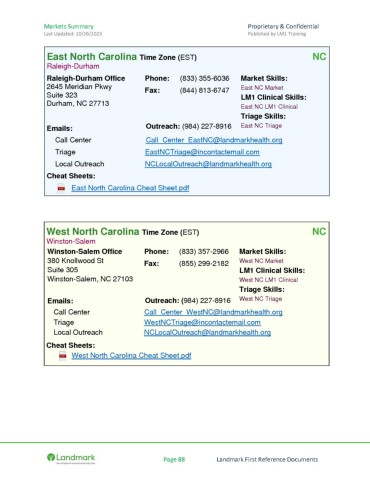 Markets Summary Proprietary & Confidential
Last Updated: 10/26/2023 Published by LM1 Training
East North Carolina Time Zone (EST) NC
Raleigh-Durham
Raleigh-Durham Office Phone: (833) 355-6036 Market Skills:
2645 Meridian Pkwy Fax: (844) 813-6747 East NC Market
Suite 323 LM1 Clinical Skills:
Durham, NC 27713 East NC LM1 Clinical
Triage Skills:
Emails: Outreach: (984) 227-8916 East NC Triage
Call Center Call_Center_EastNC@landmarkhealth.org
Triage EastNCTriage@incontactemail.com
Local Outreach NCLocalOutreach@landmarkhealth.org
Cheat Sheets:
East North Carolina Cheat Sheet.pdf
West North Carolina Time Zone (EST) NC
Winston-Salem
Winston-Salem Office Phone: (833) 357-2966 Market Skills:
380 Knollwood St Fax: (855) 299-2182 West NC Market
Suite 305 LM1 Clinical Skills:
Winston-Salem, NC 27103 West NC LM1 Clinical
Triage Skills:
Emails: Outreach: (984) 227-8916 West NC Triage
Call Center Call_Center_WestNC@landmarkhealth.org
Triage WestNCTriage@incontactemail.com
Local Outreach NCLocalOutreach@landmarkhealth.org
Cheat Sheets:
West North Carolina Cheat Sheet.pdf
Landmark Page 88 Landmark First Reference Documents